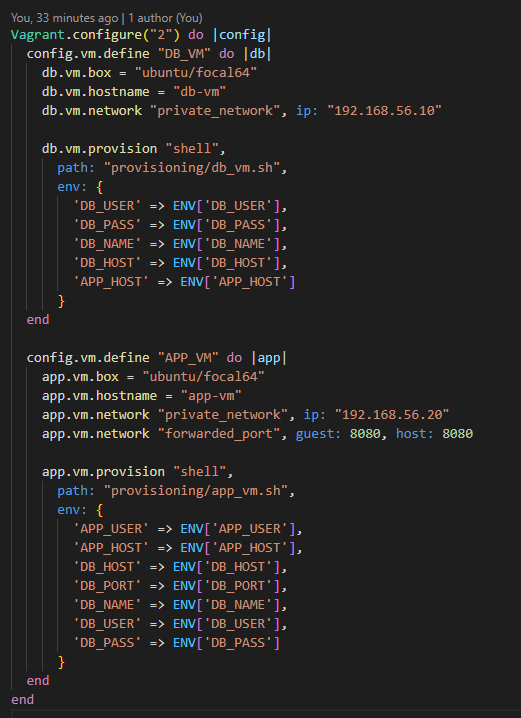 You, 33 minutes ago | 1 author (You)
Vagrant.configure("2") do |config|
  config.vm.define "DB_VM" do |db|
    db.vm.box = "ubuntu/focal64"
    db.vm.hostname = "db-vm"
    db.vm.network "private_network", ip: "192.168.56.10"

    db.vm.provision "shell",
      path: "provisioning/db_vm.sh",
      env: {
        'DB_USER' => ENV['DB_USER'],
        'DB_PASS' => ENV['DB_PASS'],
        'DB_NAME' => ENV['DB_NAME'],
        'DB_HOST' => ENV['DB_HOST'],
        'APP_HOST' => ENV['APP_HOST']
      }
  end

  config.vm.define "APP_VM" do |app|
    app.vm.box = "ubuntu/focal64"
    app.vm.hostname = "app-vm"
    app.vm.network "private_network", ip: "192.168.56.20"
    app.vm.network "forwarded_port", guest: 8080, host: 8080

    app.vm.provision "shell",
      path: "provisioning/app_vm.sh",
      env: {
        'APP_USER' => ENV['APP_USER'],
        'APP_HOST' => ENV['APP_HOST'],
        'DB_HOST' => ENV['DB_HOST'],
        'DB_PORT' => ENV['DB_PORT'],
        'DB_NAME' => ENV['DB_NAME'],
        'DB_USER' => ENV['DB_USER'],
        'DB_PASS' => ENV['DB_PASS']
      }
  end
end